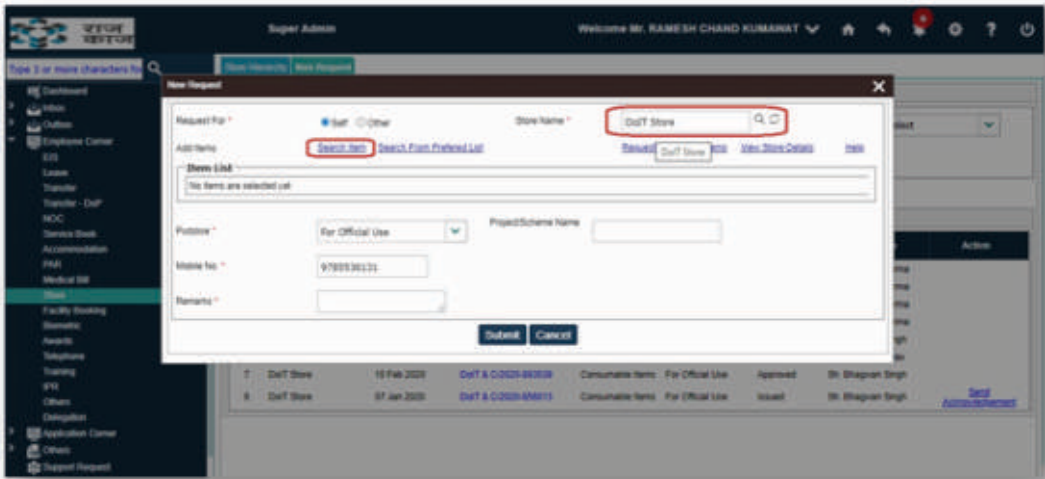 राज काज
Super Admin
Welcome Mr. RAMESH CHAND KUMAWAT
?
Type 3 or more characters for
Store Hierarchy
New Request
Dashboard
Inbox
Outbox
Employee Corner
EIS
Leave
Transfer
Transfer - DoP
NOC
Service Book
Accommodation
PAR
Medical Bill
Store
Facility Booking
Biometric
Awards
Telephone
Training
IPR
Others
Delegation
Application Corner
Others
Support Request
New Request
X
Request For *
Self
Other
Store Name *
DoIT Store
Add Items
Search Item
Search From Prefered List
DoIT Store
View Store Details
Help
Item List
No items are selected yet
For Official Use
Project/Scheme Name
Mobile No. *
Remarks *
Submit
Cancel
Action
7 DoIT Store 10 Feb 2020 Consumable Items For Official Use Approved Sh. Bhagwan Singh
8 DoIT Store 07 Jan 2020 Consumable Items For Official Use Issued Sh. Bhagwan Singh Send Acknowledgement